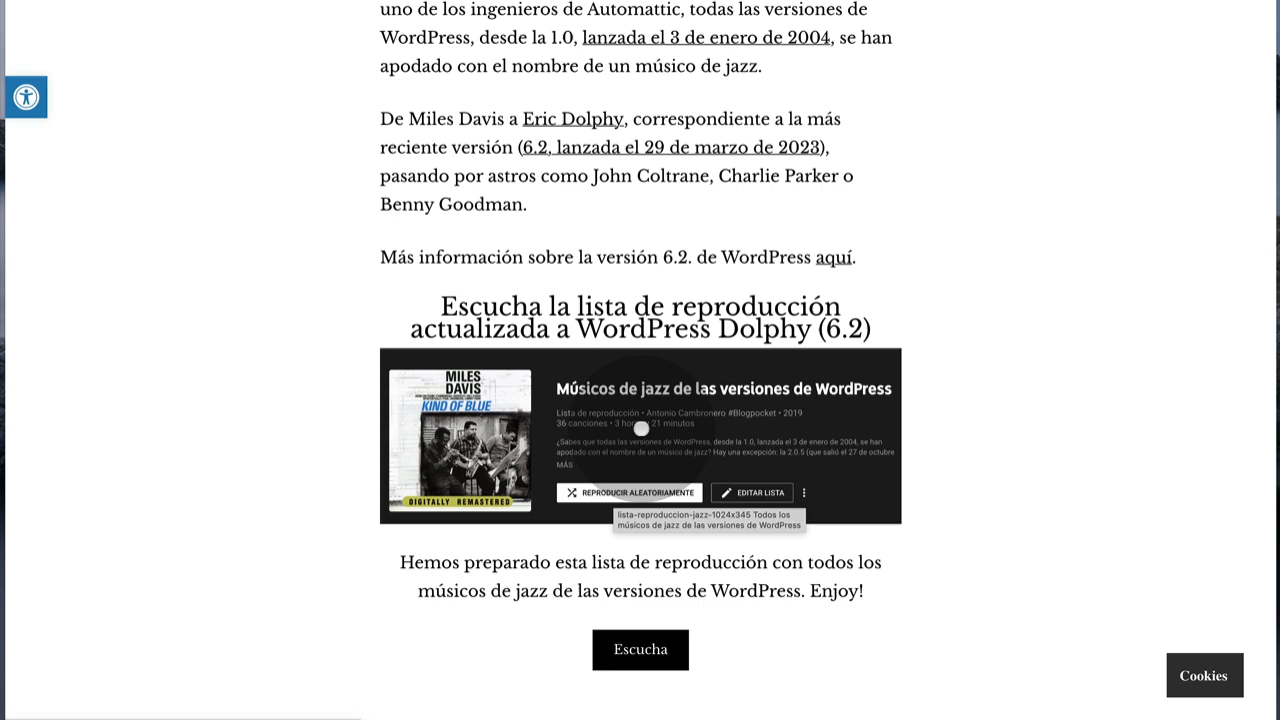 uno de los ingenieros de Automattic, todas las versiones de
WordPress, desde la 1.0, lanzada el 3 de enero de 2004, se han
apodado con el nombre de un músico de jazz.
De Miles Davis a Eric Dolphy, correspondiente a la más
reciente versión (6.2, lanzada el 29 de marzo de 2023),
pasando por astros como John Coltrane, Charlie Parker o
Benny Goodman.
Más información sobre la versión 6.2. de WordPress aquí.
Escucha la lista de reproducción
actualizada a WordPress Dolphy (6.2)
MILES
DAVIS
KIND OF BLUE
DIGITALLY REMASTERED
Músicos de jazz de las versiones de WordPress
Lista de reproducción • Antonio Cambronero #Blogpocket • 2019
36 canciones • 3 21 minutos
¿Sabes que todas las versiones de WordPress, desde la 1.0, lanzada el 3 de enero de 2004, se han
apodado con el nombre de un músico de jazz? Hay una excepción: la 2.0.5 (que salió el 27 de octubre
MÁS
REPRODUCIR ALEATORIAMENTE
EDITAR LISTA
lista-reproduccion-jazz-1024x345 Todos los
músicos de jazz de las versiones de WordPress
Hemos preparado esta lista de reproducción con todos los
músicos de jazz de las versiones de WordPress. Enjoy!
Escucha
Cookies